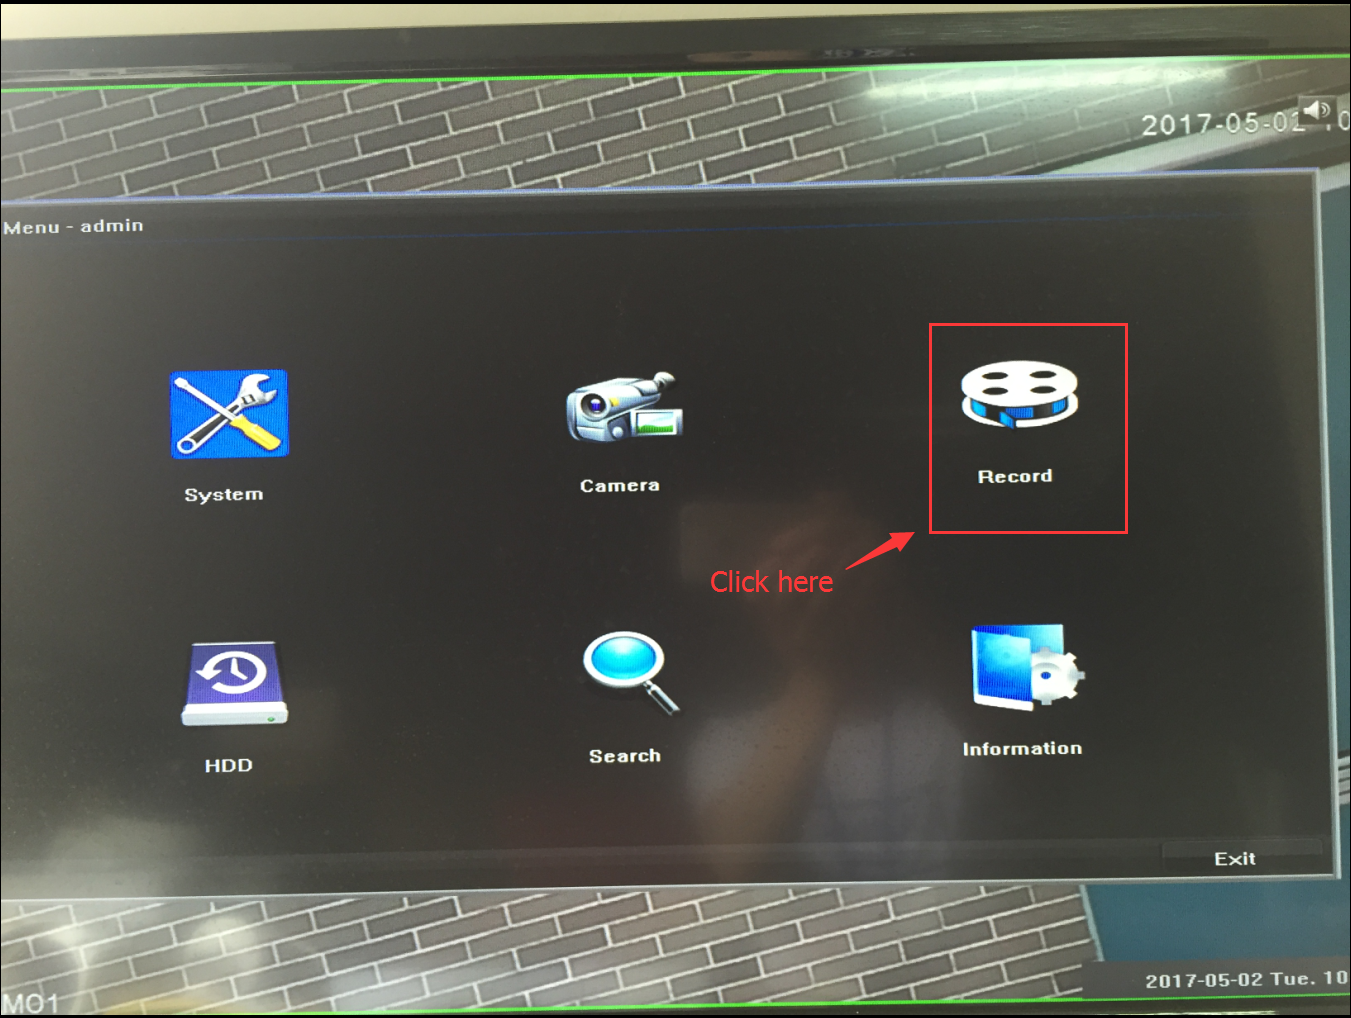 2017-05-02 10
Menu - admin
System
Camera
Record
Click here
HDD
Search
Information
Exit
2017-05-02 Tue. 10
M01